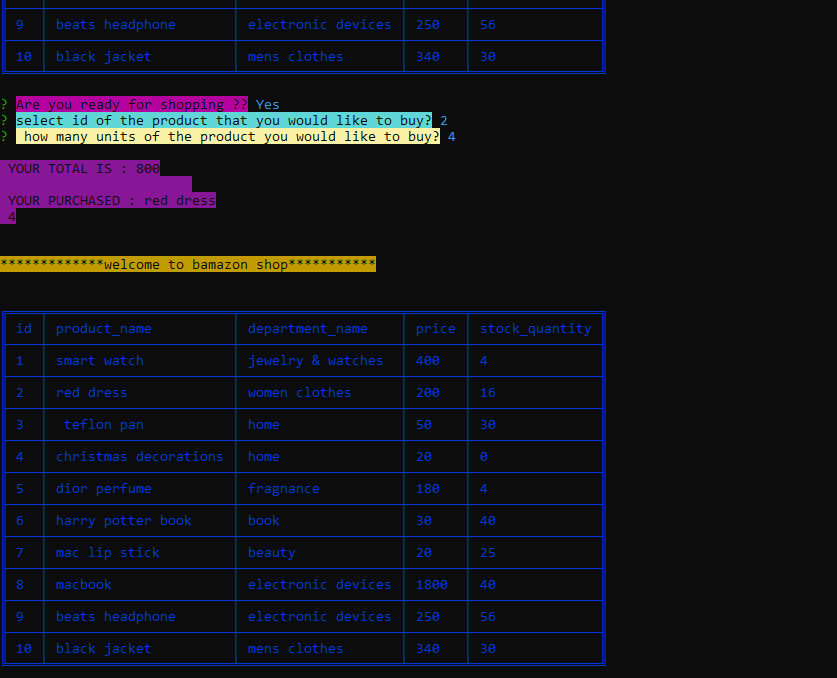 9 beats headphone electronic devices 250 56
10 black jacket mens clothes 340 30
? Are you ready for shopping ?? Yes
? select id of the product that you would like to buy? 2
? how many units of the product you would like to buy? 4
YOUR TOTAL IS : 800
YOUR PURCHASED : red dress
4
*************welcome to bamazon shop***********
id product_name department_name price stock_quantity
1 smart watch jewelry & watches 400 4
2 red dress women clothes 200 16
3 teflon pan home 50 30
4 christmas decorations home 20 0
5 dior perfume fragnance 180 4
6 harry potter book book 30 40
7 mac lip stick beauty 20 25
8 macbook electronic devices 1800 40
9 beats headphone electronic devices 250 56
10 black jacket mens clothes 340 30